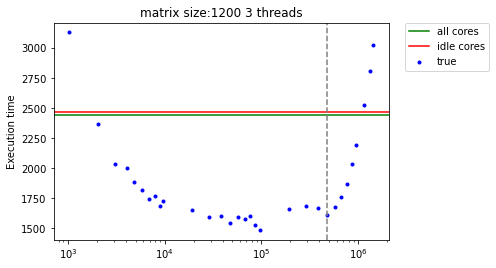 matrix size:1200 3 threads
all cores
idle cores
true
Execution time
3000
2750
2500
2250
2000
1750
1500
10³
10⁴
10⁵
10⁶